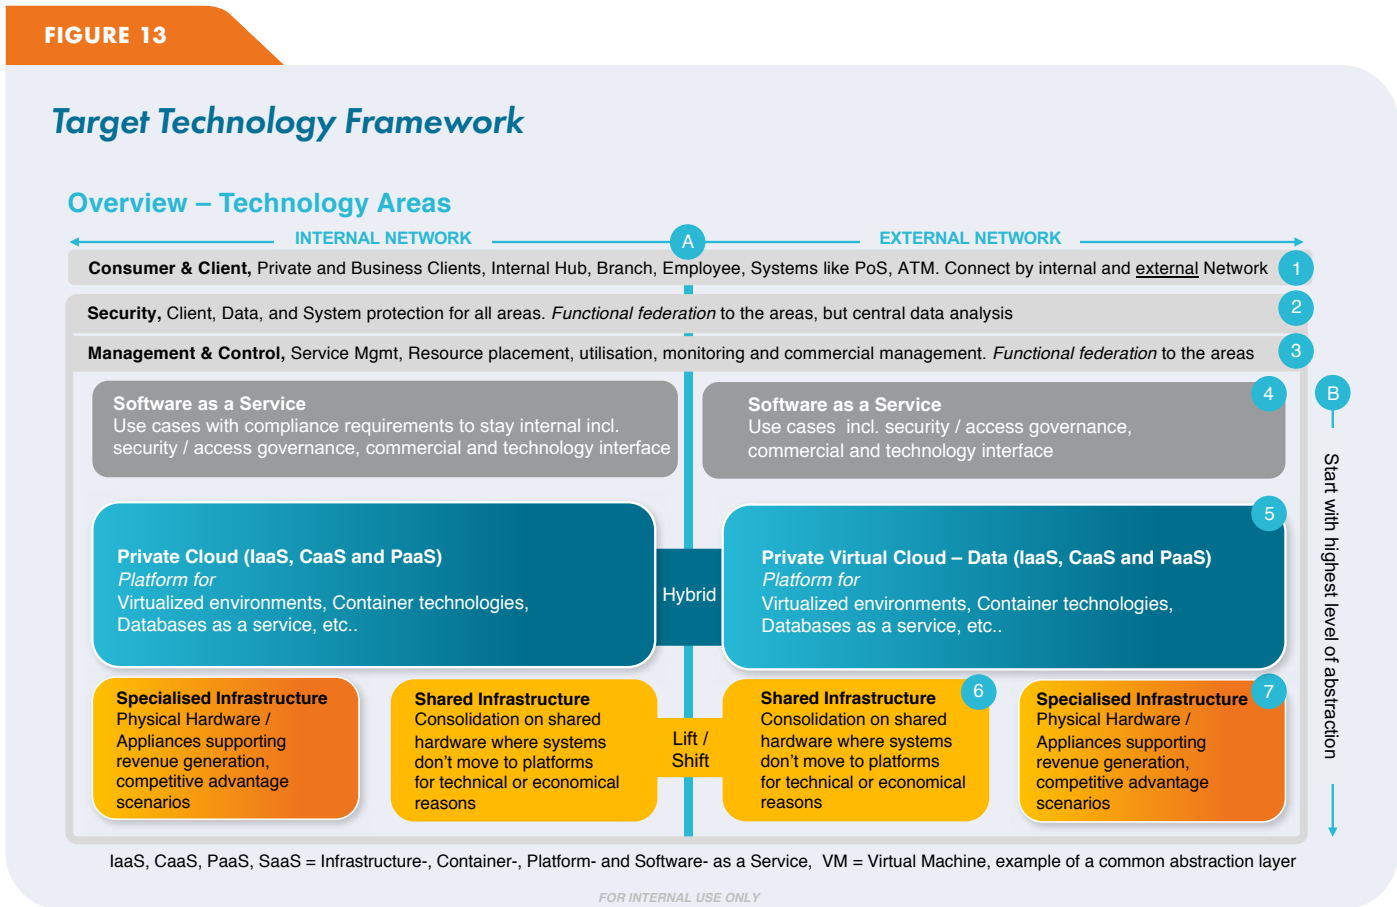 FIGURE 13
Target Technology Framework
Overview – Technology Areas
INTERNAL NETWORK
A
EXTERNAL NETWORK
Consumer & Client, Private and Business Clients, Internal Hub, Branch, Employee, Systems like PoS, ATM. Connect by internal and external Network
1
Security, Client, Data, and System protection for all areas. Functional federation to the areas, but central data analysis
2
Management & Control, Service Mgmt, Resource placement, utilisation, monitoring and commercial management. Functional federation to the areas
3
Software as a Service
Use cases with compliance requirements to stay internal incl.
security / access governance, commercial and technology interface
Software as a Service
Use cases  incl. security / access governance,
commercial and technology interface
4
B
Start with highest level of abstraction
Private Cloud (IaaS, CaaS and PaaS)
Platform for
Virtualized environments, Container technologies,
Databases as a service, etc..
Hybrid
Private Virtual Cloud – Data (IaaS, CaaS and PaaS)
Platform for
Virtualized environments, Container technologies,
Databases as a service, etc..
5
Specialised Infrastructure
Physical Hardware /
Appliances supporting
revenue generation,
competitive advantage
scenarios
Shared Infrastructure
Consolidation on shared
hardware where systems
don't move to platforms
for technical or economical
reasons
Lift /
Shift
Shared Infrastructure
Consolidation on shared
hardware where systems
don't move to platforms
for technical or economical
reasons
6
Specialised Infrastructure
Physical Hardware /
Appliances supporting
revenue generation,
competitive advantage
scenarios
7
IaaS, CaaS, PaaS, SaaS = Infrastructure-, Container-, Platform- and Software- as a Service,  VM = Virtual Machine, example of a common abstraction layer
FOR INTERNAL USE ONLY